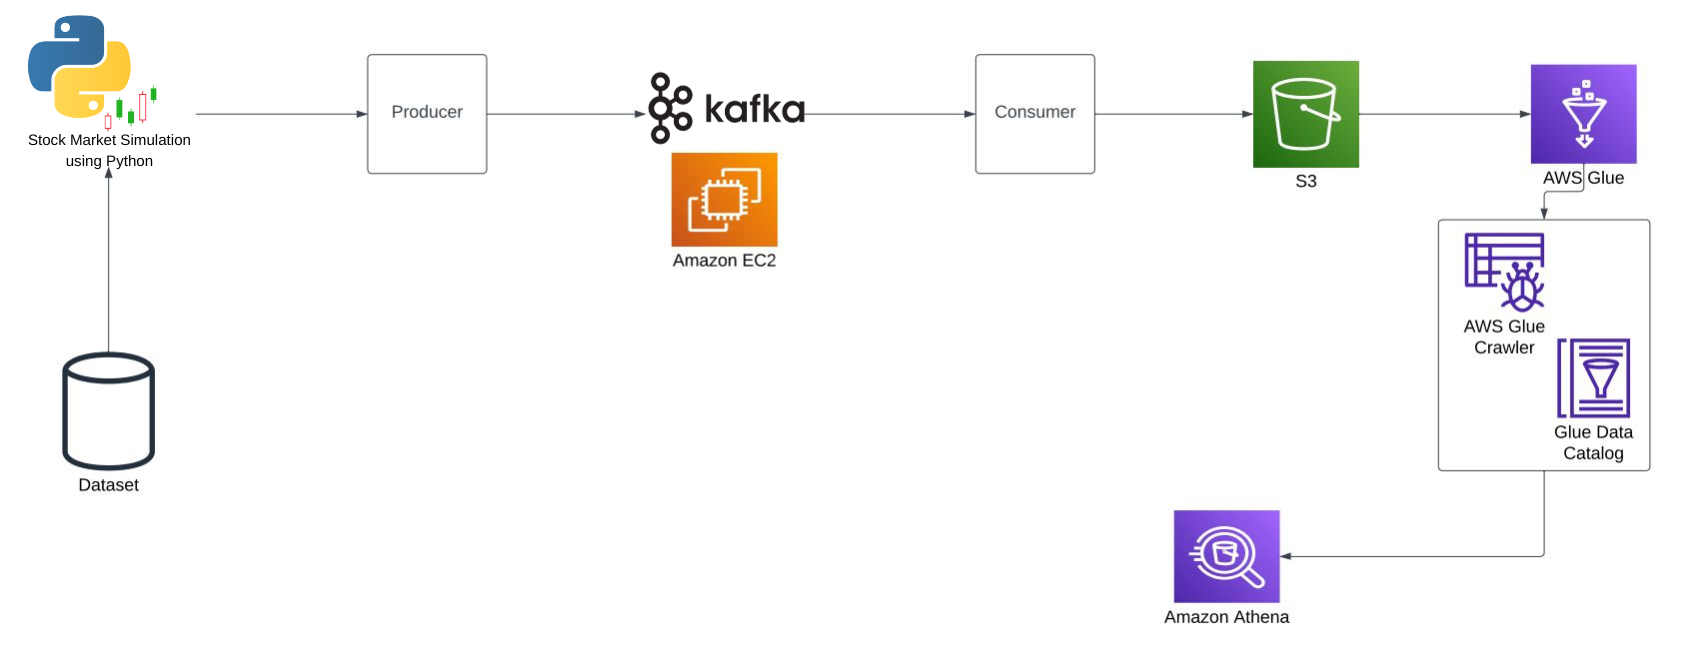 Stock Market Simulation
using Python
Producer
kafka
Amazon EC2
Consumer
S3
AWS Glue
AWS Glue
Crawler
Glue Data
Catalog
Dataset
Amazon Athena